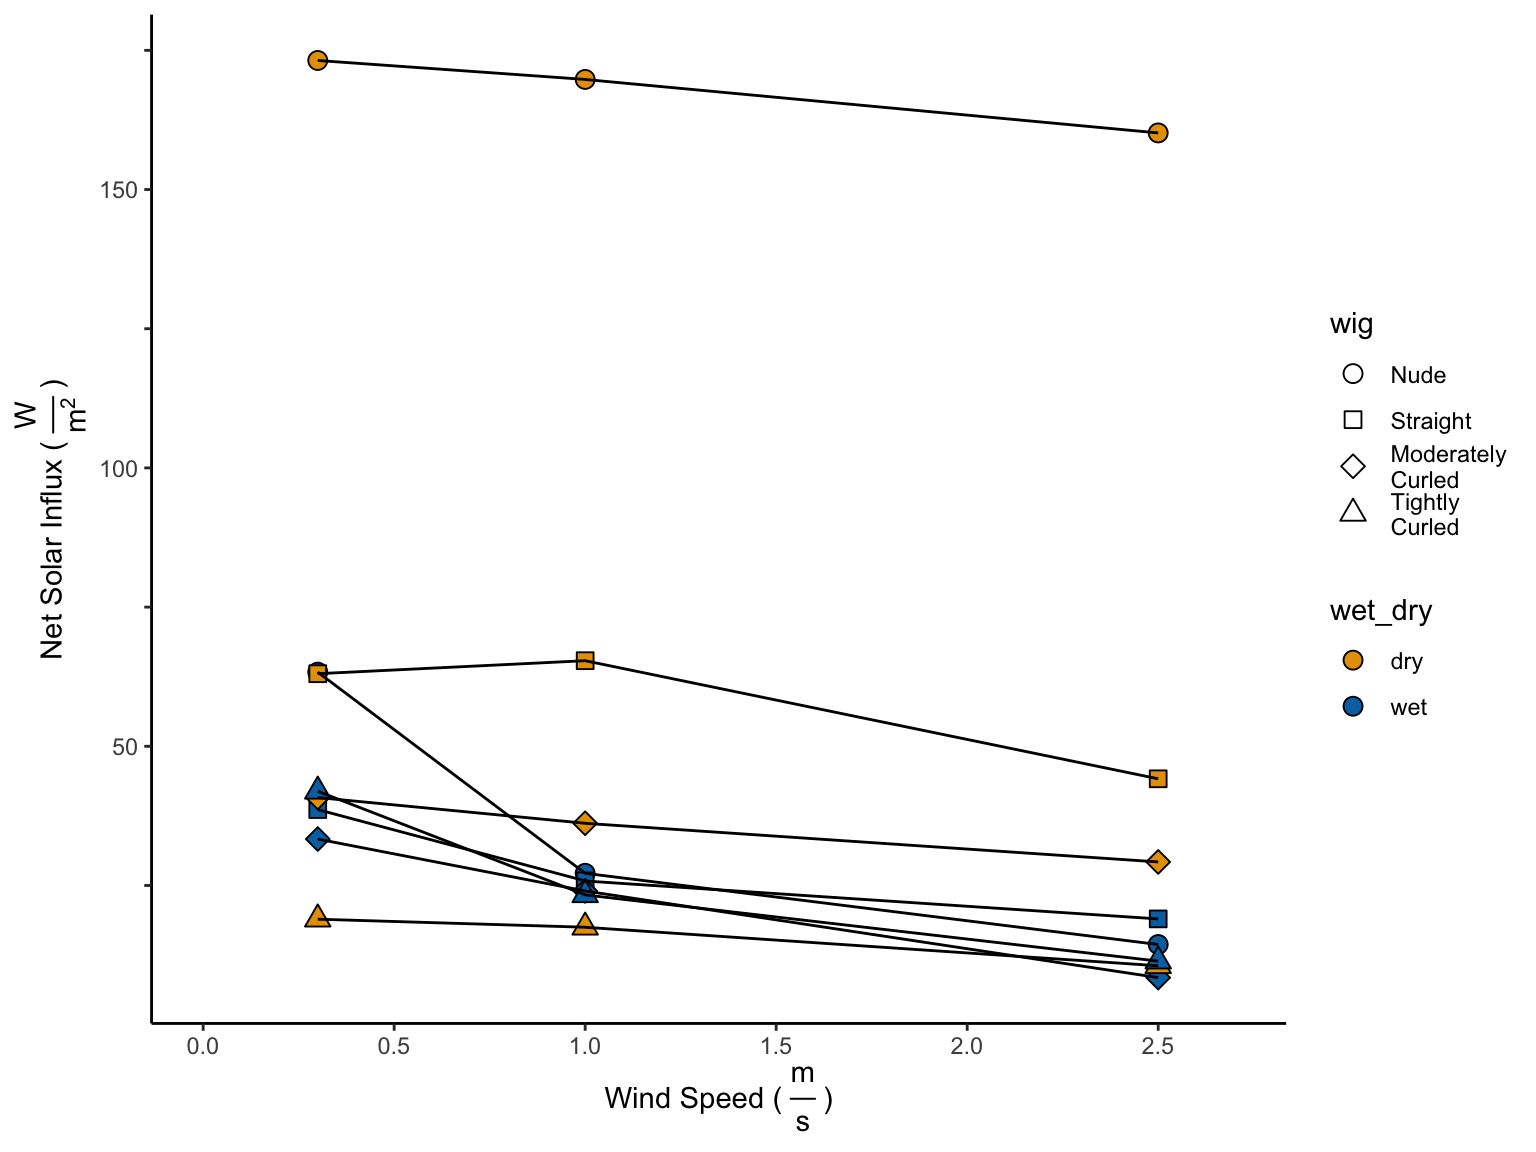 150
100
50
Net Solar Influx ( W / m² )
0.0 0.5 1.0 1.5 2.0 2.5
Wind Speed ( m / s )
wig
Nude
Straight
Moderately
Curled
Tightly
Curled
wet_dry
dry
wet